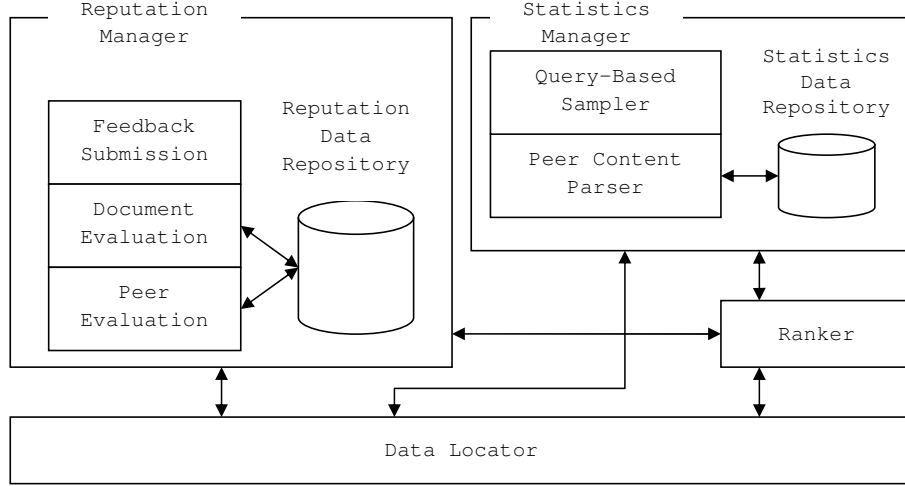 Reputation
Manager
Feedback
Submission
Document
Evaluation
Peer
Evaluation
Reputation
Data
Repository
Statistics
Manager
Query-Based
Sampler
Peer Content
Parser
Statistics
Data
Repository
Ranker
Data Locator